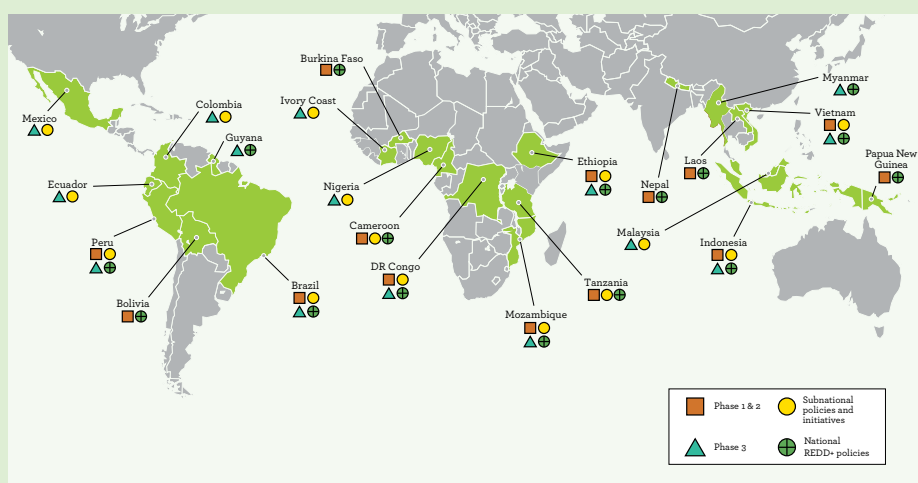 Burkina Faso
Myanmar
Mexico
Colombia
Ivory Coast
Vietnam
Guyana
Ethiopia
Laos
Papua New
Guinea
Ecuador
Nigeria
Nepal
Cameroon
Malaysia
Peru
Indonesia
DR Congo
Brazil
Tanzania
Bolivia
Mozambique
Phase 1 & 2
Subnational
policies and
initiatives
Phase 3
National
REDD+ policies